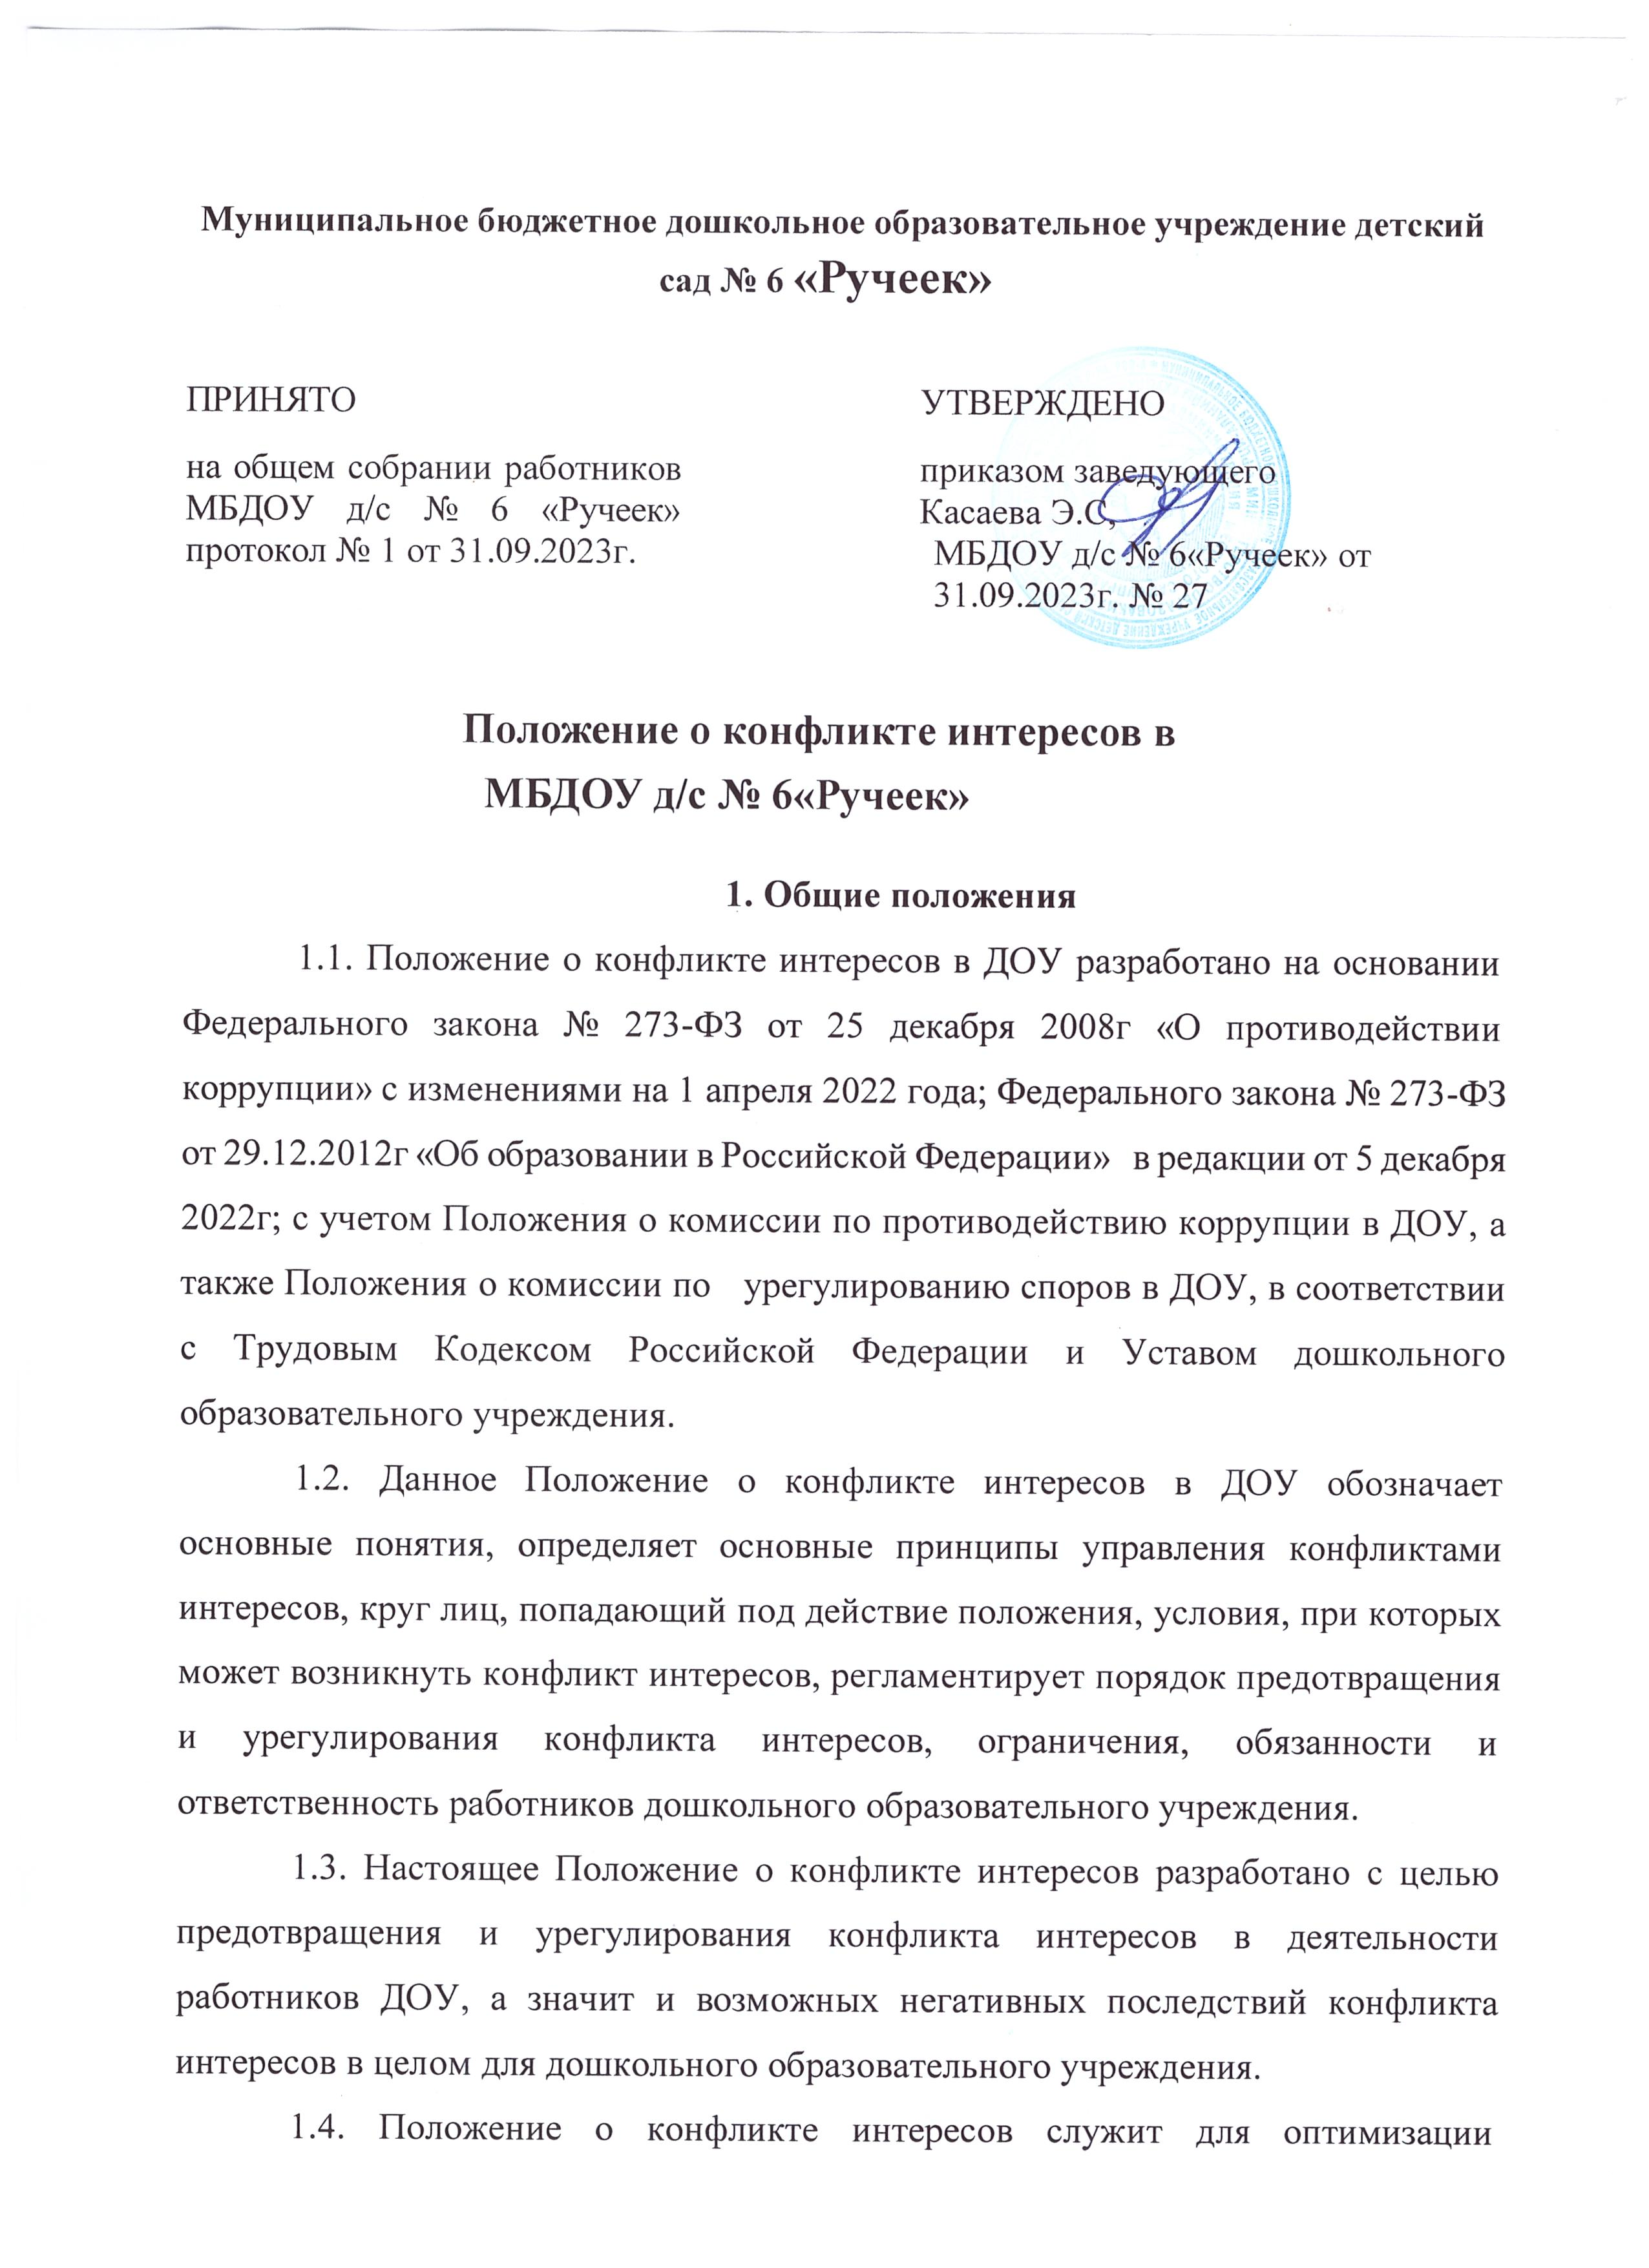 Муниципальное бюджетное дошкольное образовательное учреждение детский
сад № 6 «Ручеек»
ПРИНЯТО
на общем собрании работников
МБДОУ д/с № 6 «Ручеек»
протокол № 1 от 31.09.2023г.
УТВЕРЖДЕНО
приказом заведующего
Касаева Э.С,
МБДОУ д/с № 6«Ручеек» от
31.09.2023г. № 27
Положение о конфликте интересов в
МБДОУ д/с № 6«Ручеек»
1. Общие положения
1.1. Положение о конфликте интересов в ДОУ разработано на основании
Федерального закона № 273-ФЗ от 25 декабря 2008г «О противодействии
коррупции» с изменениями на 1 апреля 2022 года; Федерального закона № 273-ФЗ
от 29.12.2012г «Об образовании в Российской Федерации» в редакции от 5 декабря
2022г; с учетом Положения о комиссии по противодействию коррупции в ДОУ, а
также Положения о комиссии по урегулированию споров в ДОУ, в соответствии
с Трудовым Кодексом Российской Федерации и Уставом дошкольного
образовательного учреждения.
1.2. Данное Положение о конфликте интересов в ДОУ обозначает
основные понятия, определяет основные принципы управления конфликтами
интересов, круг лиц, попадающий под действие положения, условия, при которых
может возникнуть конфликт интересов, регламентирует порядок предотвращения
и урегулирования конфликта интересов, ограничения, обязанности и
ответственность работников дошкольного образовательного учреждения.
1.3. Настоящее Положение о конфликте интересов разработано с целью
предотвращения и урегулирования конфликта интересов в деятельности
работников ДОУ, а значит и возможных негативных последствий конфликта
интересов в целом для дошкольного образовательного учреждения.
1.4. Положение о конфликте интересов служит для оптимизации